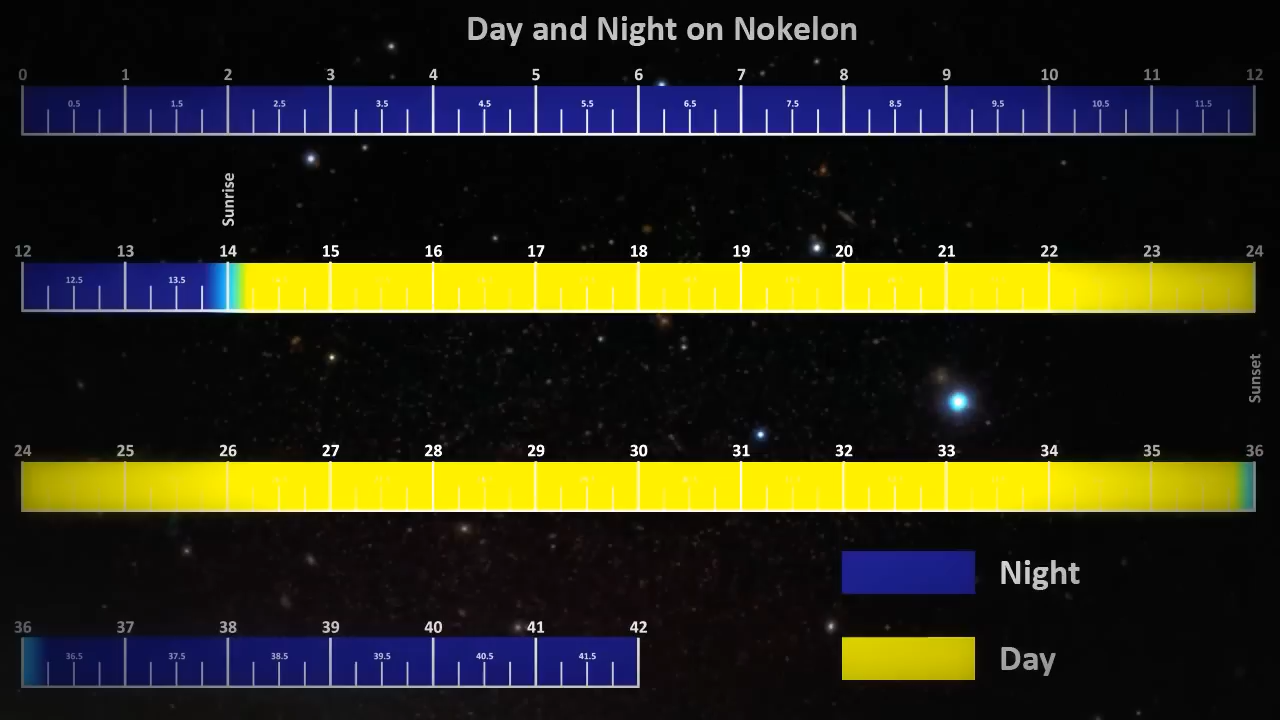 Day and Night on Nokelon
0 1 2 3 4 5 6 7 8 9 10 11 12
0.5 1.5 2.5 3.5 4.5 5.5 6.5 7.5 8.5 9.5 10.5 11.5
Sunrise
12 13 14 15 16 17 18 19 20 21 22 23 24
12.5 13.5
Sunset
24 25 26 27 28 29 30 31 32 33 34 35 36
Night
36 37 38 39 40 41 42
36.5 37.5 38.5 39.5 40.5 41.5
Day